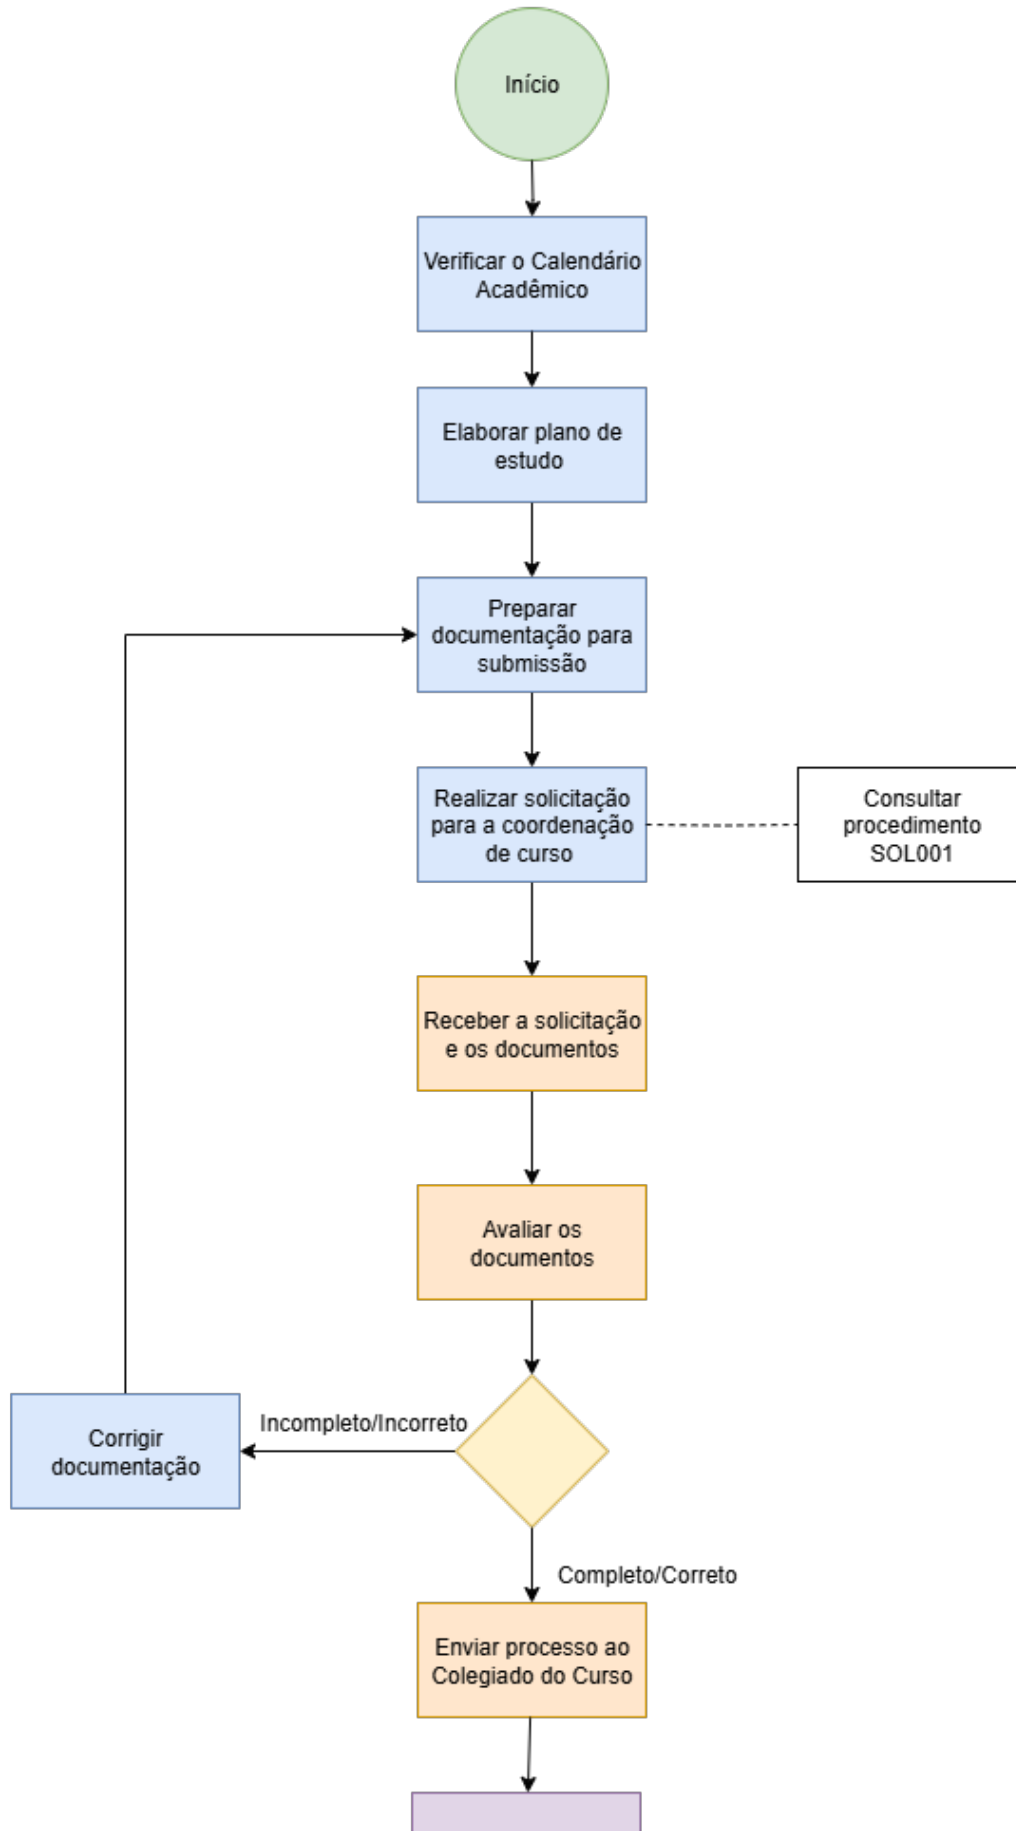 Início
Verificar o Calendário
Acadêmico
Elaborar plano de
estudo
Preparar
documentação para
submissão
Realizar solicitação
para a coordenação
de curso
Consultar
procedimento
SOL001
Receber a solicitação
e os documentos
Avaliar os
documentos
Incompleto/Incorreto
Corrigir
documentação
Completo/Correto
Enviar processo ao
Colegiado do Curso